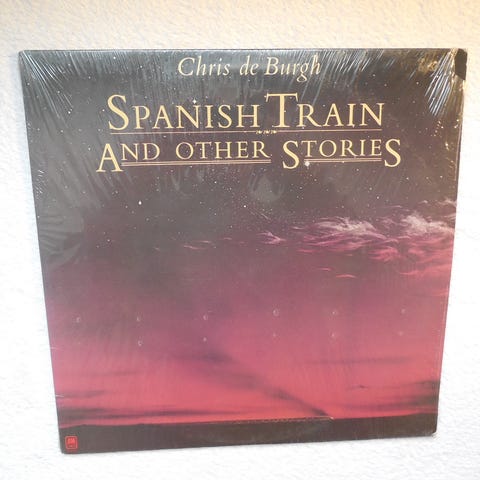 Chris de Burgh
SPANISH TRAIN
AND OTHER STORIES